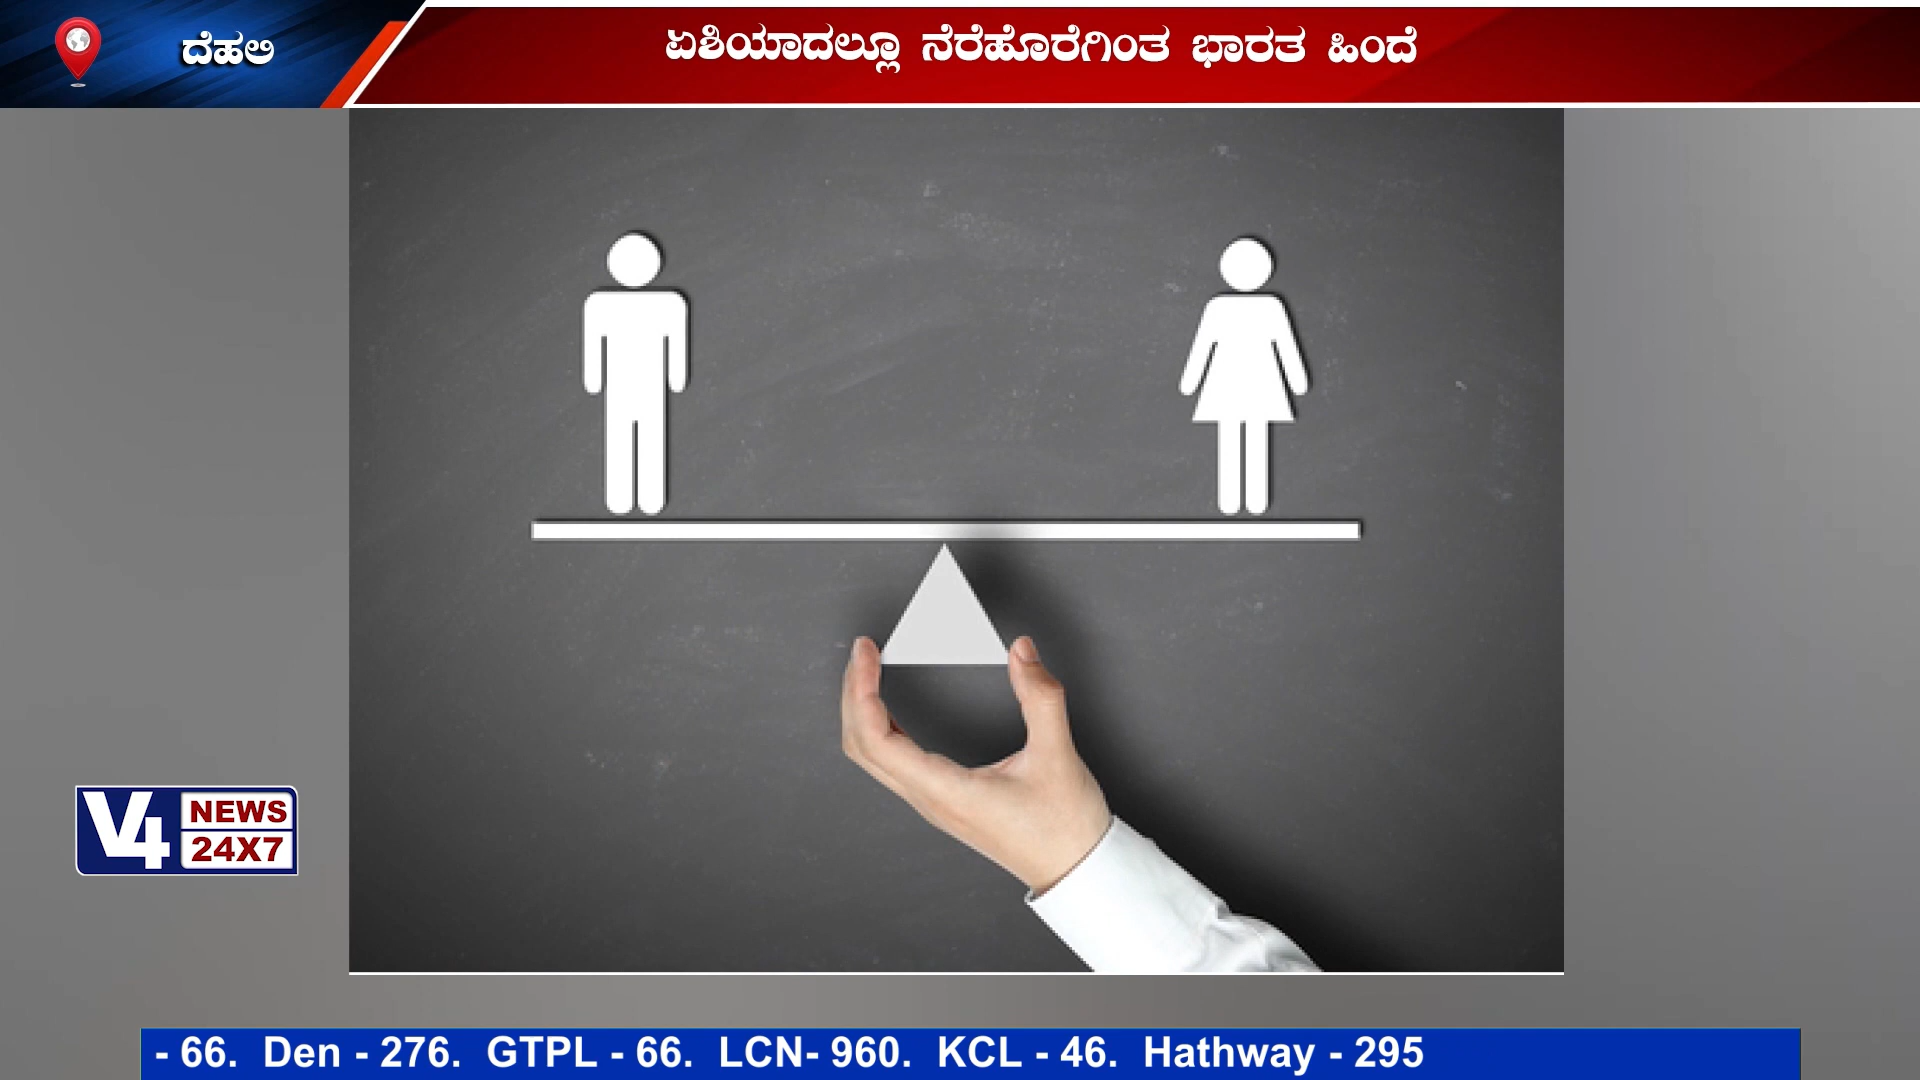 ದೆಹಲಿ
ಏಶಿಯಾದಲ್ಲೂ ನೆರೆಹೊರೆಗಿಂತ ಭಾರತ ಹಿಂದೆ
V4 NEWS 24X7
- 66. Den - 276. GTPL - 66. LCN- 960. KCL - 46. Hathway - 295